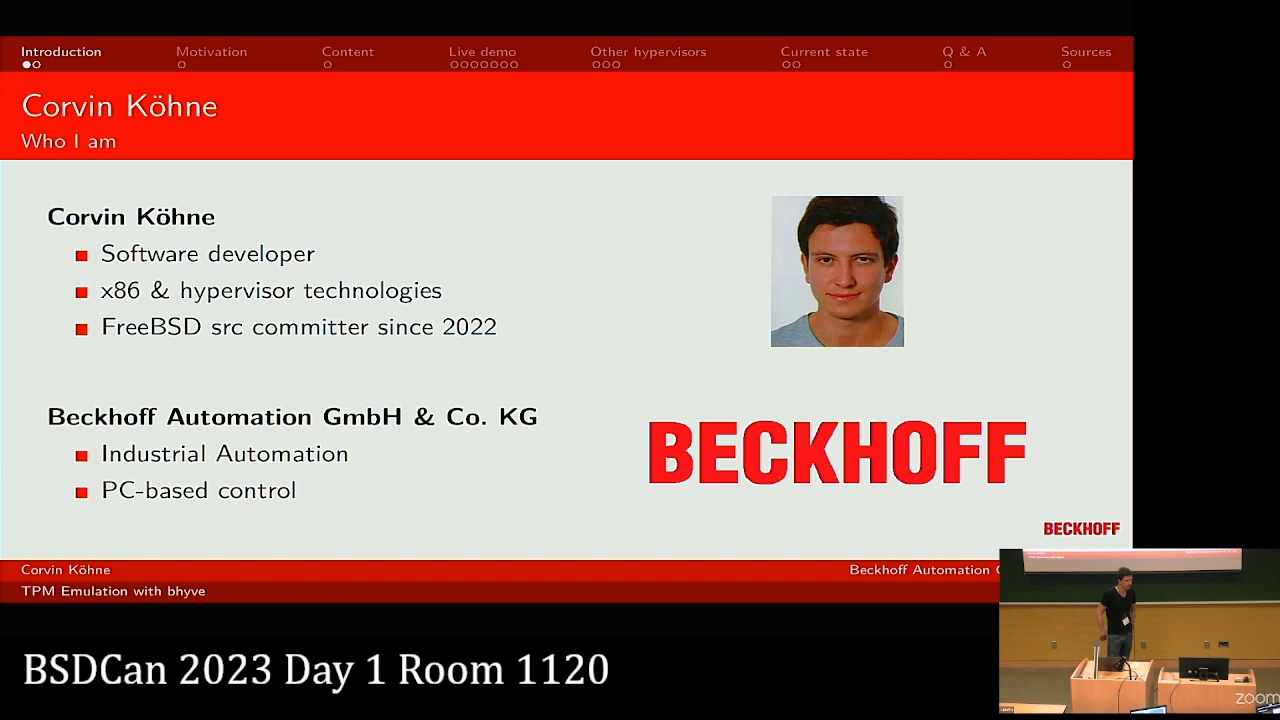 Introduction Motivation Content Live demo Other hypervisors Current state Q & A Sources
Corvin Köhne
Who I am
Corvin Köhne
Software developer
x86 & hypervisor technologies
FreeBSD src committer since 2022
Beckhoff Automation GmbH & Co. KG
Industrial Automation
PC-based control
BECKHOFF
BECKHOFF
Corvin Köhne
Beckhoff Automation
TPM Emulation with bhyve
BSDCan 2023 Day 1 Room 1120
zoom